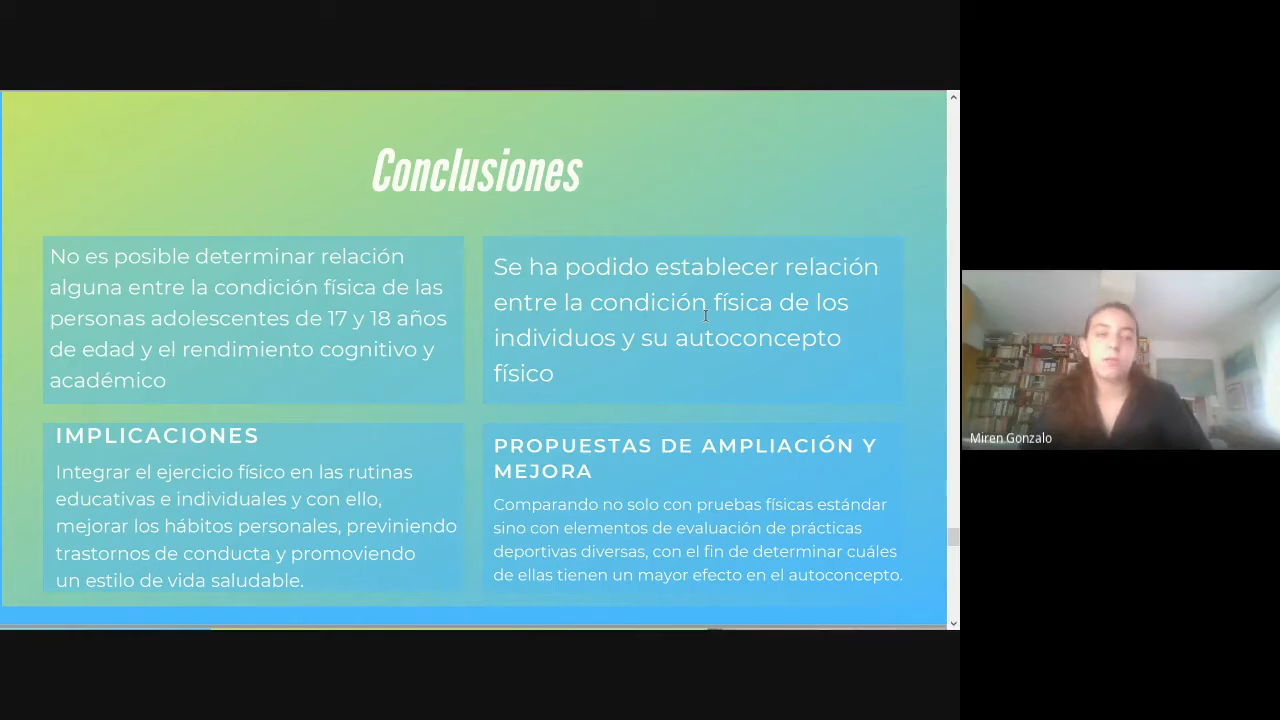 Conclusiones
No es posible determinar relación
alguna entre la condición física de las
personas adolescentes de 17 y 18 años
de edad y el rendimiento cognitivo y
académico
Se ha podido establecer relación
entre la condición física de los
individuos y su autoconcepto
físico
IMPLICACIONES
Integrar el ejercicio físico en las rutinas
educativas e individuales y con ello,
mejorar los hábitos personales, previniendo
trastornos de conducta y promoviendo
un estilo de vida saludable.
PROPUESTAS DE AMPLIACIÓN Y
MEJORA
Comparando no solo con pruebas físicas estándar
sino con elementos de evaluación de prácticas
deportivas diversas, con el fin de determinar cuáles
de ellas tienen un mayor efecto en el autoconcepto.
Miren Gonzalo